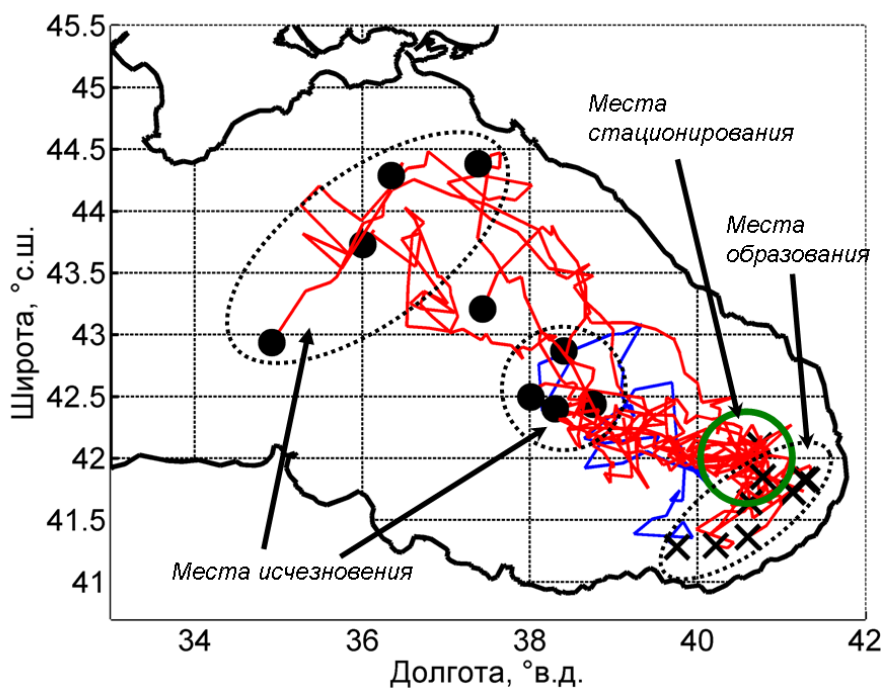 45.5
45
44.5
44
43.5
43
42.5
42
41.5
41
Широта, °с.ш.
Места
стационирования
Места
образования
Места исчезновения
34
36
38
40
42
Долгота, °в.д.